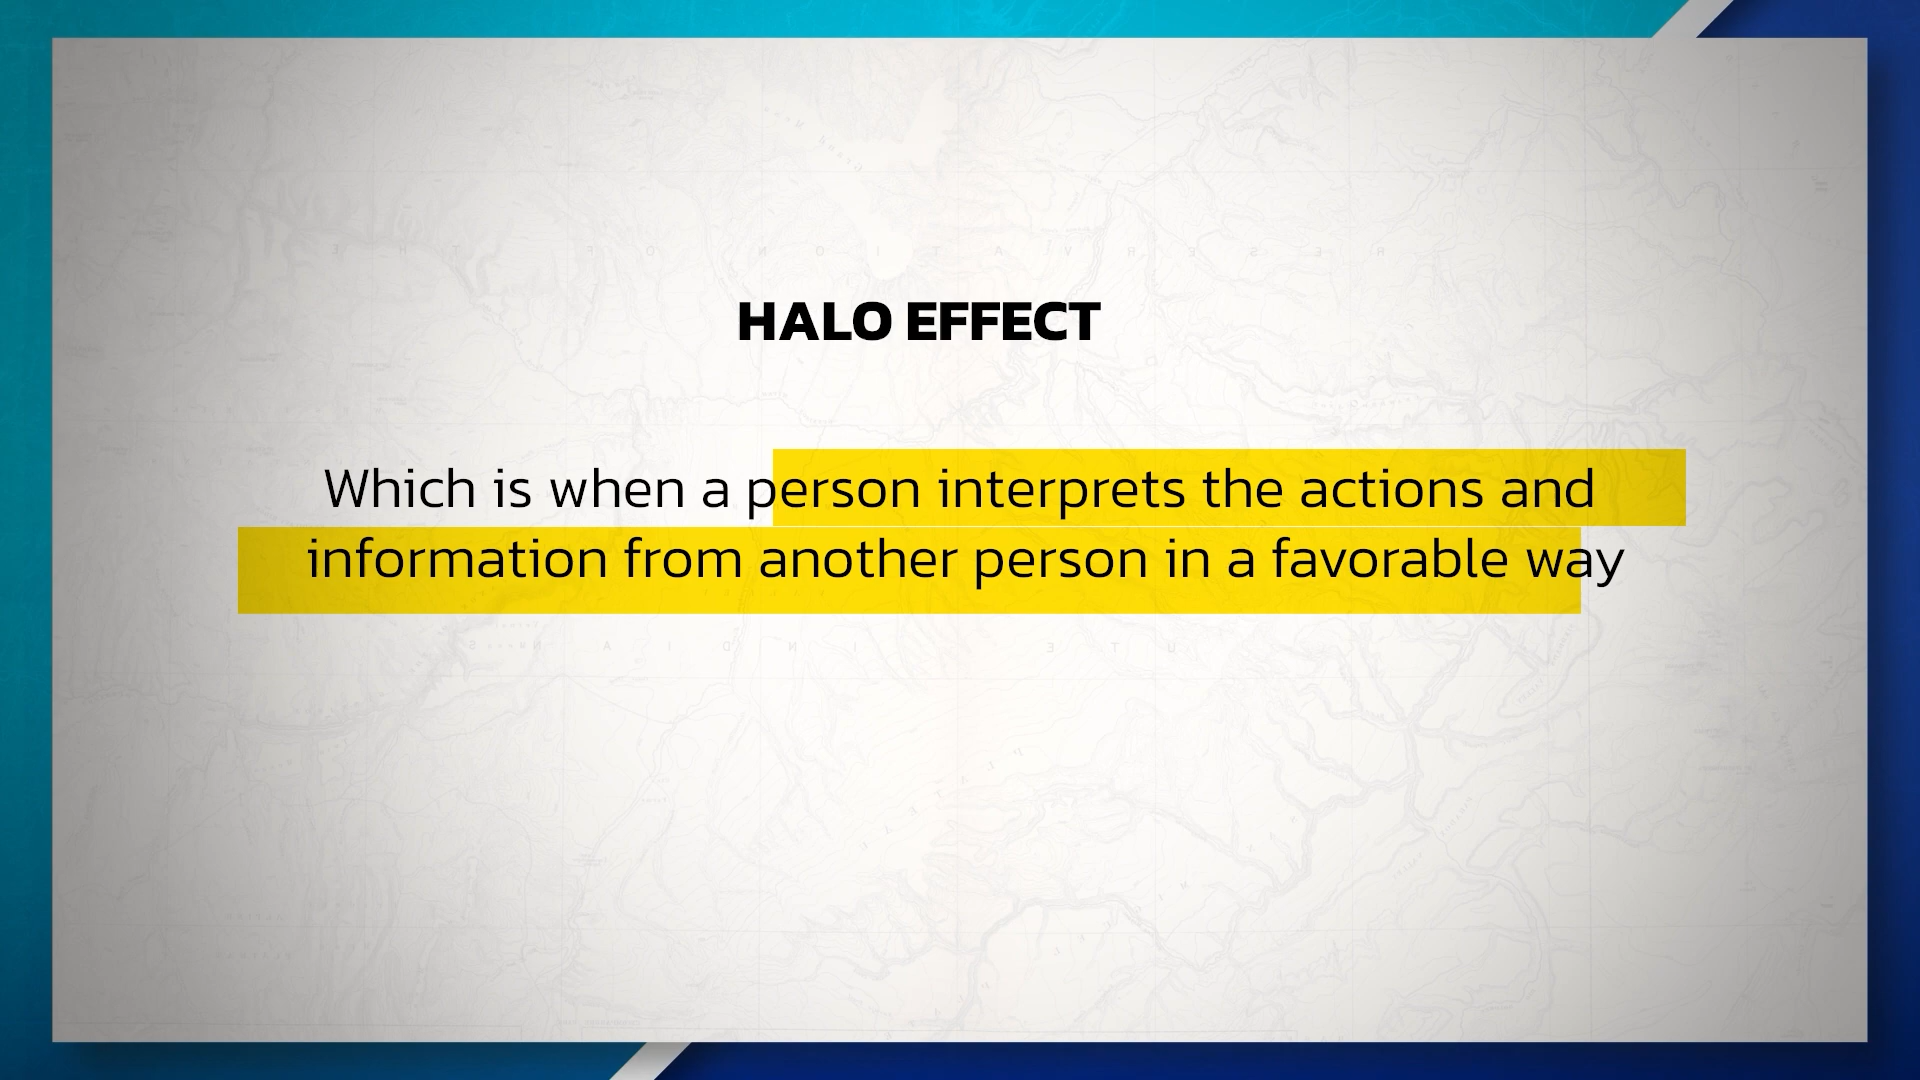 HALO EFFECT
Which is when a person interprets the actions and
information from another person in a favorable way